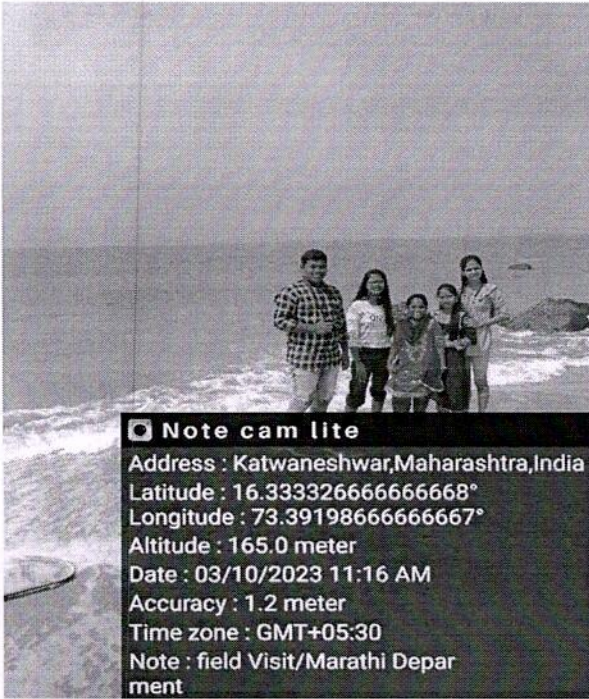 Note cam lite
Address : Katwaneshwar,Maharashtra,India
Latitude : 16.333326666666668°
Longitude : 73.39198666666667°
Altitude : 165.0 meter
Date : 03/10/2023 11:16 AM
Accuracy : 1.2 meter
Time zone : GMT+05:30
Note : field Visit/Marathi Depar
ment